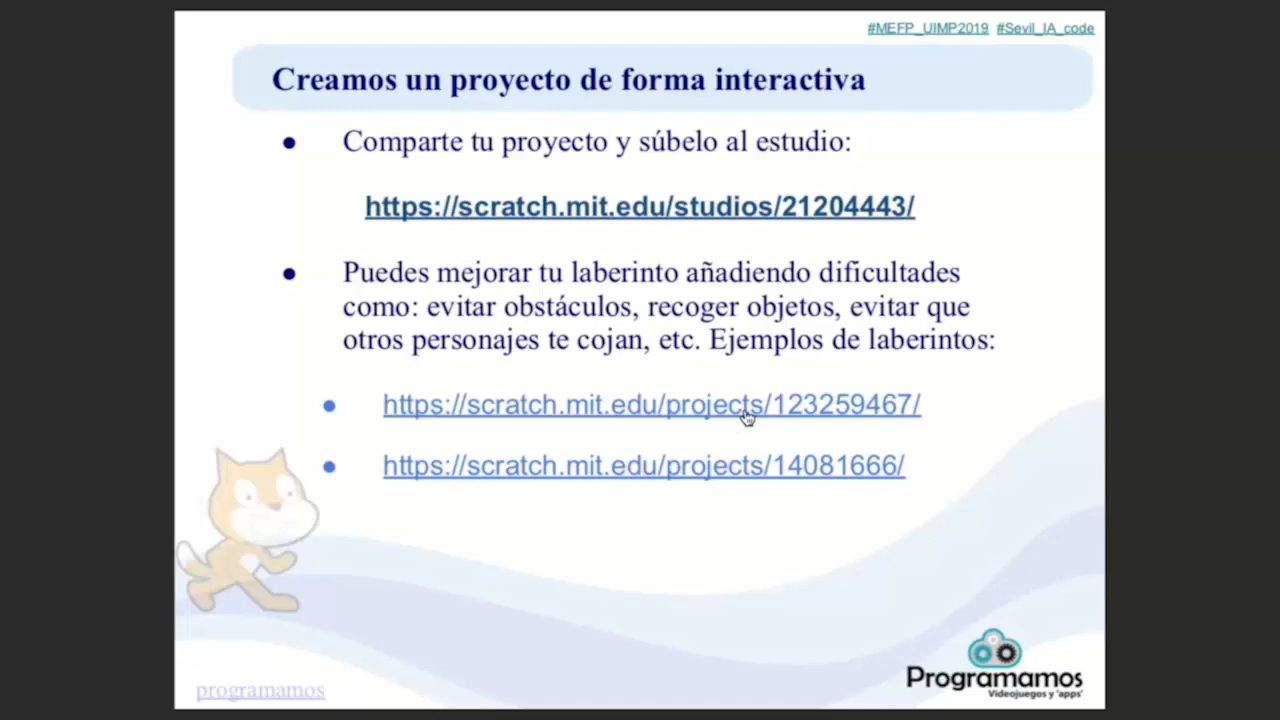 #MEFP_UIMP2019 #Sevil_IA_code
Creamos un proyecto de forma interactiva
● Comparte tu proyecto y súbelo al estudio:
https://scratch.mit.edu/studios/21204443/
● Puedes mejorar tu laberinto añadiendo dificultades
como: evitar obstáculos, recoger objetos, evitar que
otros personajes te cojan, etc. Ejemplos de laberintos:
● https://scratch.mit.edu/projects/123259467/
● https://scratch.mit.edu/projects/14081666/
programamos
Programamos
Videojuegos y 'apps'